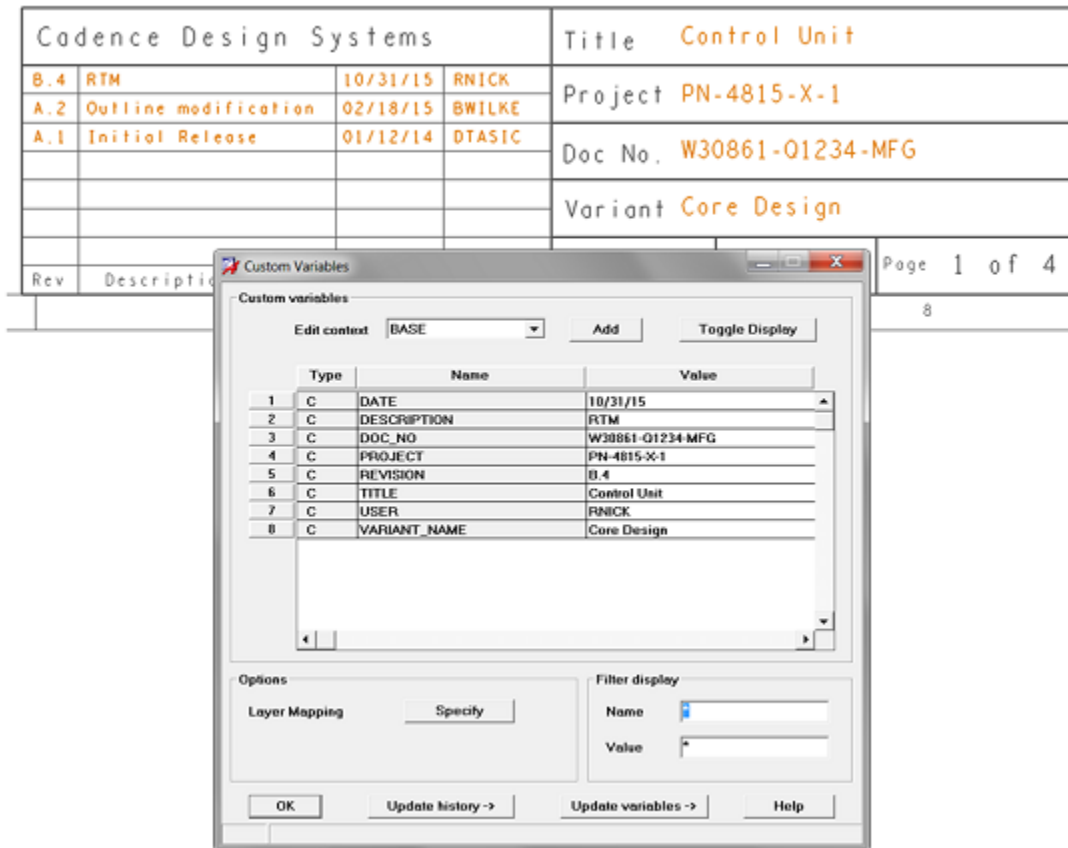 Cadence Design Systems
B.4 RTM 10/31/15 RNICK
A.2 Outline modification 02/18/15 BWILKE
A.1 Initial Release 01/12/14 DTASIC
Rev
Title Control Unit
Project PN-4815-X-1
Doc No. W30861-Q1234-MFG
Variant Core Design
Page 1 of 4
8
Custom Variables
Custom variables
Edit context BASE Add Toggle Display
Type Name Value
1 C DATE 10/31/15
2 C DESCRIPTION RTM
3 C DOC_NO W30861-Q1234-MFG
4 C PROJECT PN-4815-X-1
5 C REVISION B.4
6 C TITLE Control Unit
7 C USER RNICK
8 C VARIANT_NAME Core Design
Options
Layer Mapping Specify
Filter display
Name *
Value *
OK Update history -> Update variables -> Help